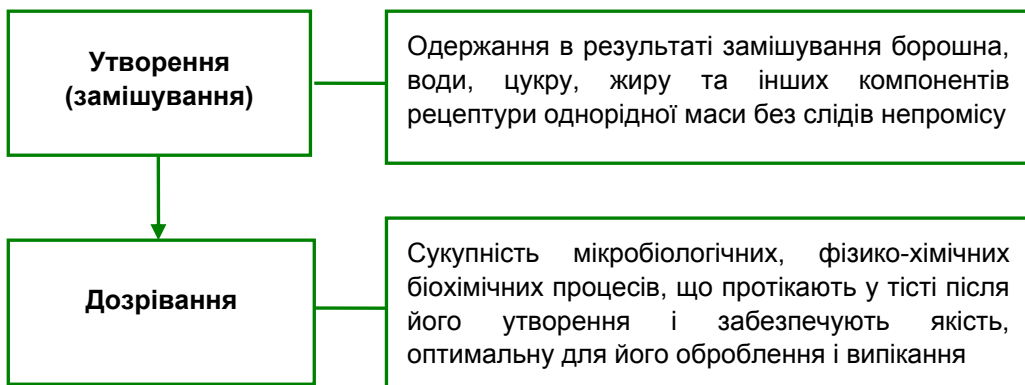 Утворення
(замішування)
Одержання в результаті замішування борошна,
води, цукру, жиру та інших компонентів
рецептури однорідної маси без слідів непромісу
Дозрівання
Сукупність мікробіологічних, фізико-хімічних
біохімічних процесів, що протікають у тісті після
його утворення і забезпечують якість,
оптимальну для його оброблення і випікання